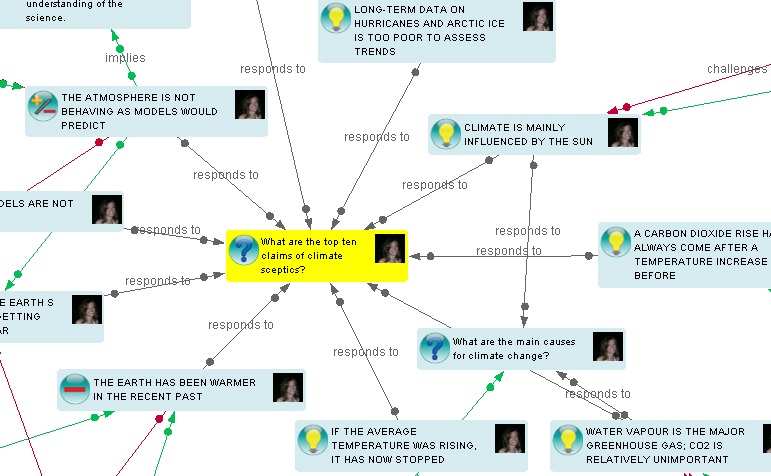 understanding of the
science.
LONG-TERM DATA ON
HURRICANES AND ARCTIC ICE
IS TOO POOR TO ASSESS
TRENDS
implies
responds to
challenges
THE ATMOSPHERE IS NOT
BEHAVING AS MODELS WOULD
PREDICT
CLIMATE IS MAINLY
INFLUENCED BY THE SUN
responds to
responds to
responds to
DELS ARE NOT
responds to
What are the top ten
claims of climate
sceptics?
responds to
responds to
A CARBON DIOXIDE RISE HA
ALWAYS COME AFTER A
TEMPERATURE INCREASE
BEFORE
responds to
E EARTH S
GETTING
AR
responds to
What are the main causes
for climate change?
responds to
THE EARTH HAS BEEN WARMER
IN THE RECENT PAST
responds to
IF THE AVERAGE
TEMPERATURE WAS RISING,
IT HAS NOW STOPPED
WATER VAPOUR IS THE MAJOR
GREENHOUSE GAS; CO2 IS
RELATIVELY UNIMPORTANT